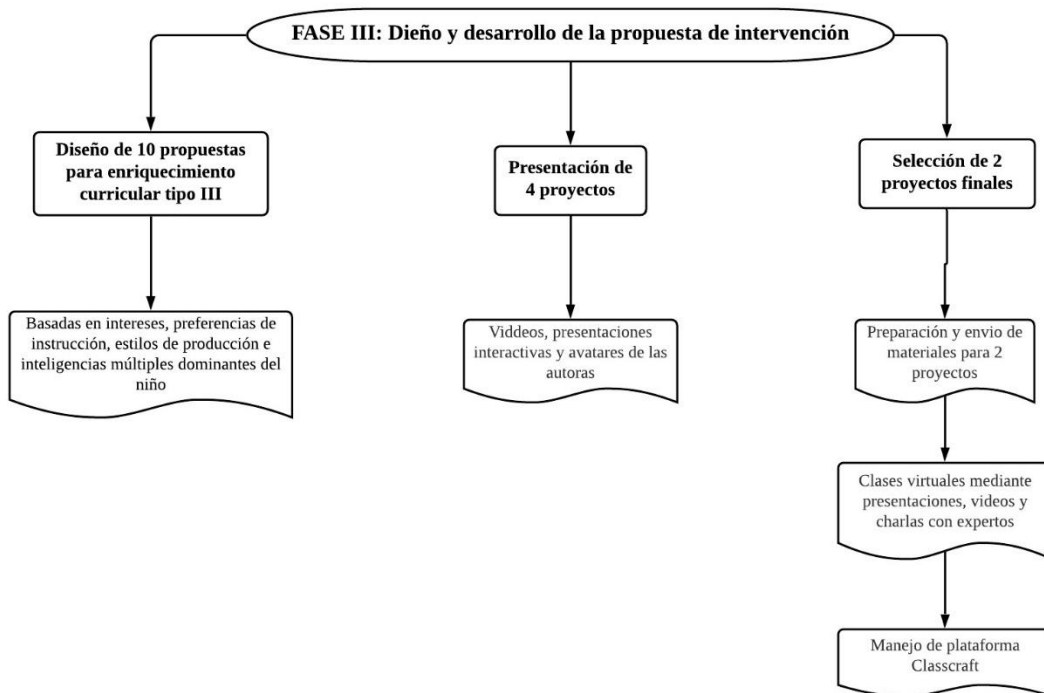 FASE III: Dieño y desarrollo de la propuesta de intervención
Diseño de 10 propuestas
para enriquecimiento
curricular tipo III
Basadas en intereses, preferencias de
instrucción, estilos de producción e
inteligencias múltiples dominantes del
niño
Presentación de
4 proyectos
Viddeos, presentaciones
interactivas y avatares de las
autoras
Selección de 2
proyectos finales
Preparación y envio de
materiales para 2
proyectos
Clases virtuales mediante
presentaciones, videos y
charlas con expertos
Manejo de plataforma
Classcraft